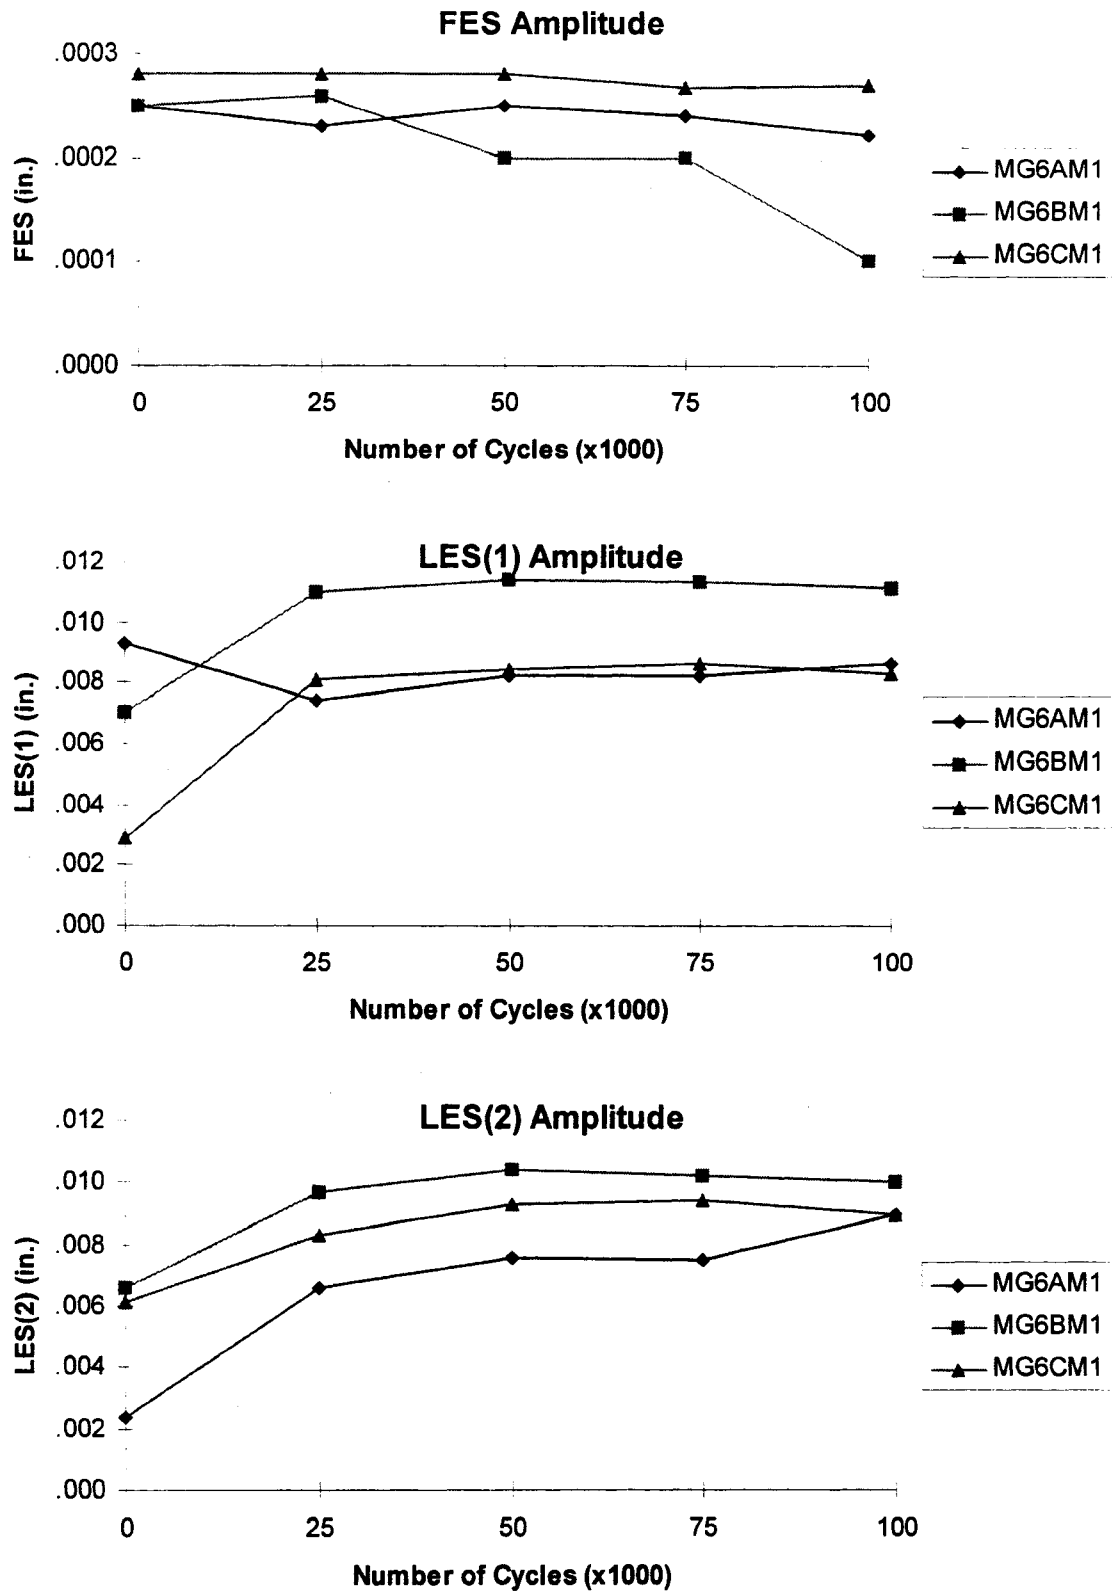 FES Amplitude
.0003
.0002
.0001
.0000
FES (in.)
0 25 50 75 100
Number of Cycles (x1000)
MG6AM1
MG6BM1
MG6CM1
LES(1) Amplitude
.012
.010
.008
.006
.004
.002
.000
LES(1) (in.)
0 25 50 75 100
Number of Cycles (x1000)
MG6AM1
MG6BM1
MG6CM1
LES(2) Amplitude
.012
.010
.008
.006
.004
.002
.000
LES(2) (in.)
0 25 50 75 100
Number of Cycles (x1000)
MG6AM1
MG6BM1
MG6CM1